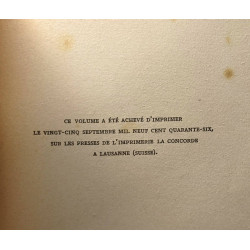 CE VOLUME A ÉTÉ ACHEVÉ D'IMPRIMER
LE VINGT-CINQ SEPTEMBRE MIL NEUF CENT QUARANTE-SIX,
SUR LES PRESSES DE L'IMPRIMERIE LA CONCORDE
A LAUSANNE (SUISSE).